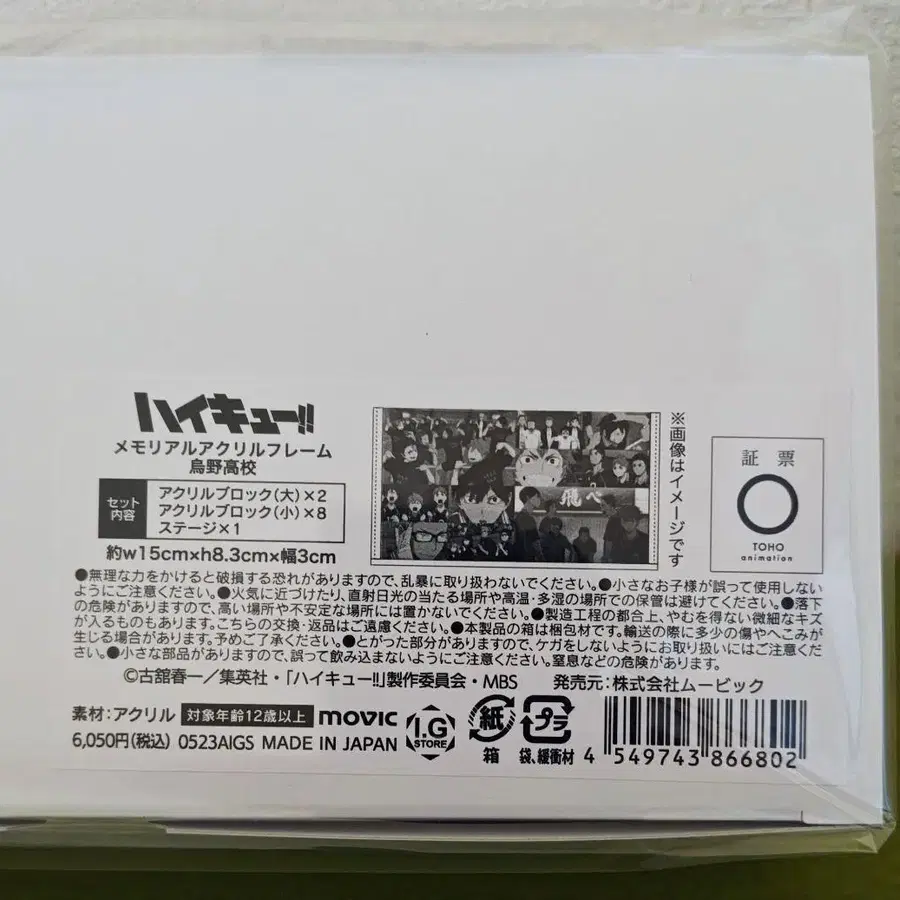 ハイキュー!!
メモリアルアクリルフレーム
烏野高校
セット内容
アクリルブロック(大)×2
アクリルブロック(小)×8
ステージ×1
約w15cm×h8.3cm×幅3cm
飛べ
※画像はイメージです
証票
TOHO
animation
●無理な力をかけると破損する恐れがありますので、乱暴に取り扱わないでください。●小さなお子様が誤って使用しない
ようにご注意ください。●火気に近づけたり、直射日光の当たる場所や高温・多湿の場所での保管は避けてください。●落下
の危険がありますので、高い場所や不安定な場所には置かないでください。●製造工程の都合上、やむを得ない微細なキズ
が入るものもあります。こちらの交換・返品はご遠慮ください。●本製品の箱は梱包材です。輸送の際に多少の傷やへこみが
生じる場合があります。予めご了承ください。●とがった部分がありますので、ケガをしないようにお取り扱いにはご注意くださ
い。●小さな部品がありますので、誤って飲み込まないようにご注意ください。窒息などの危険があります。
©古舘春一/集英社・「ハイキュー!!」製作委員会・MBS 発売元:株式会社ムービック
素材:アクリル 対象年齢12歳以上 movic I.G STORE 紙 プラ
6,050円(税込) 0523AIGS MADE IN JAPAN 箱 袋、緩衝材 4 549743 866802